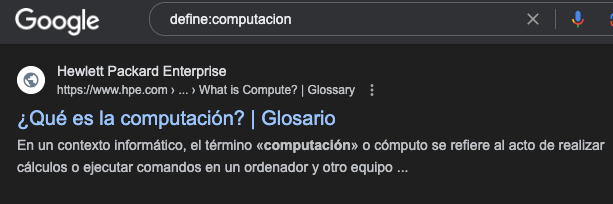 Google
define:computacion
Hewlett Packard Enterprise
https://www.hpe.com › ... › What is Compute? | Glossary
¿Qué es la computación? | Glosario
En un contexto informático, el término «computación» o cómputo se refiere al acto de realizar
cálculos o ejecutar comandos en un ordenador y otro equipo ...